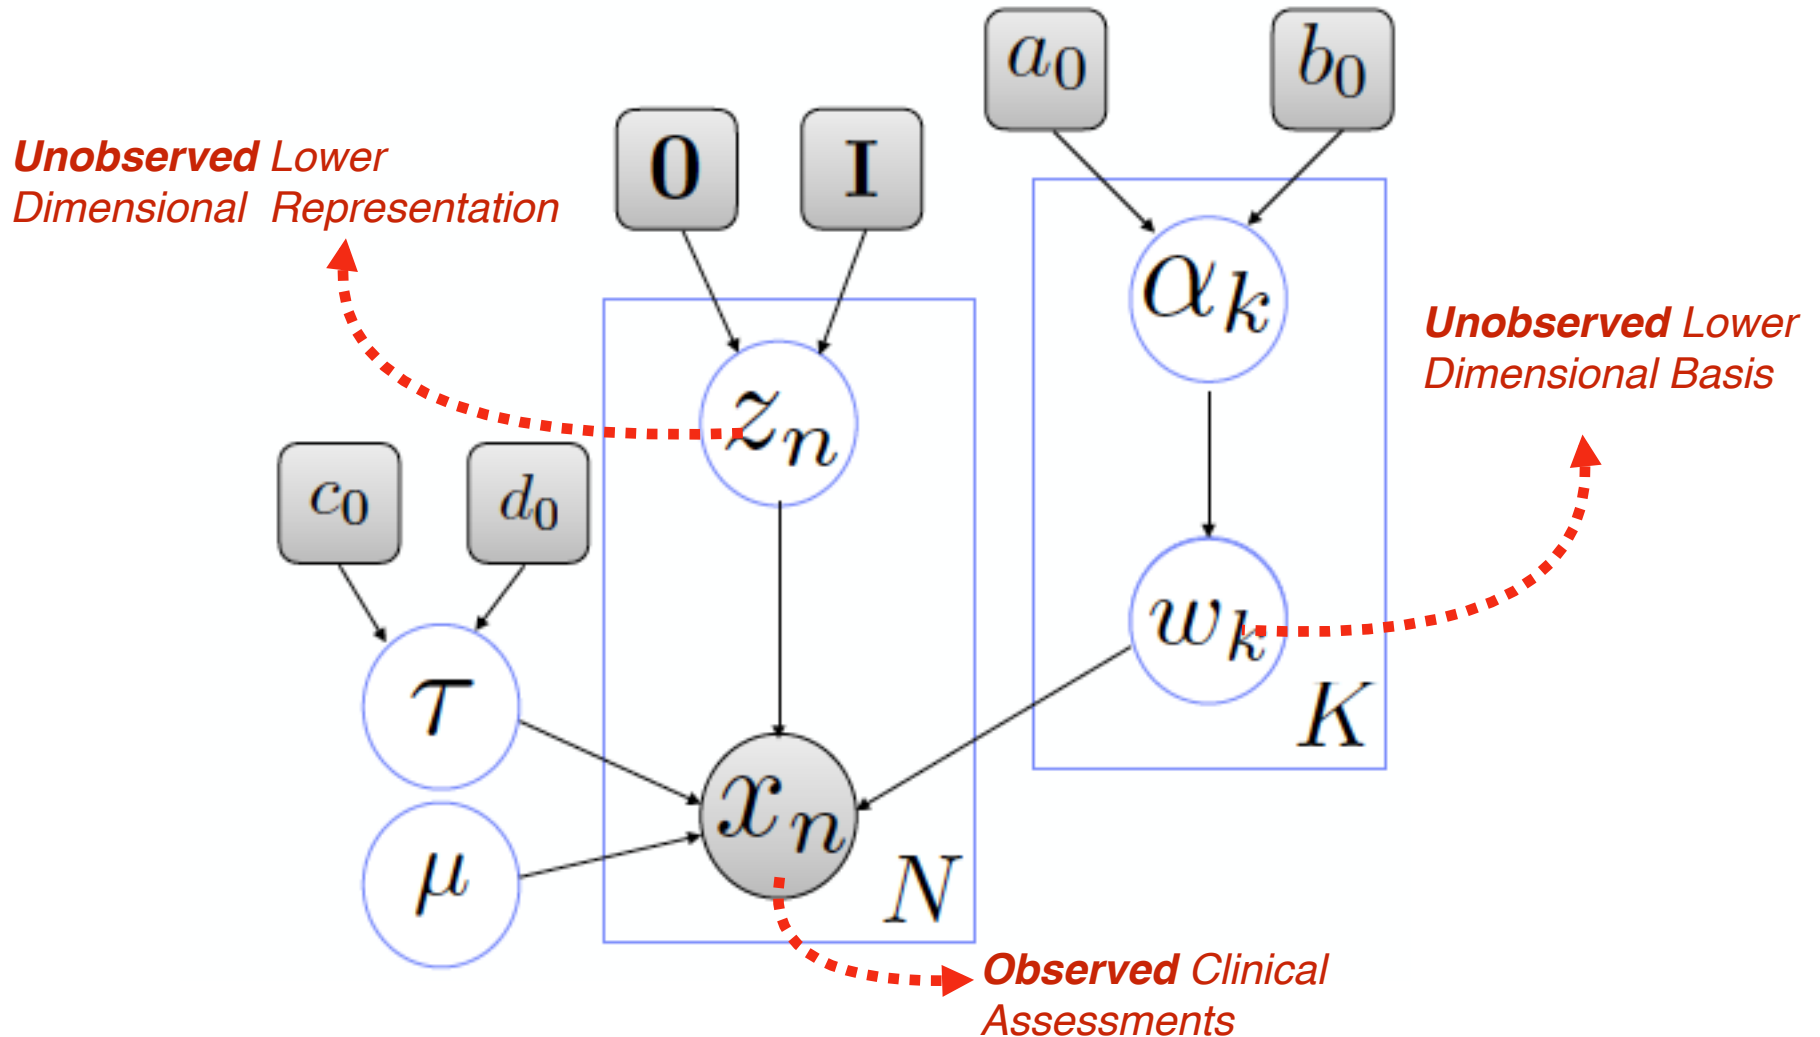 a₀
b₀
0
I
Unobserved Lower
Dimensional Representation
αₖ
Unobserved Lower
Dimensional Basis
zₙ
c₀
d₀
wₖ
τ
K
xₙ
μ
N
Observed Clinical
Assessments